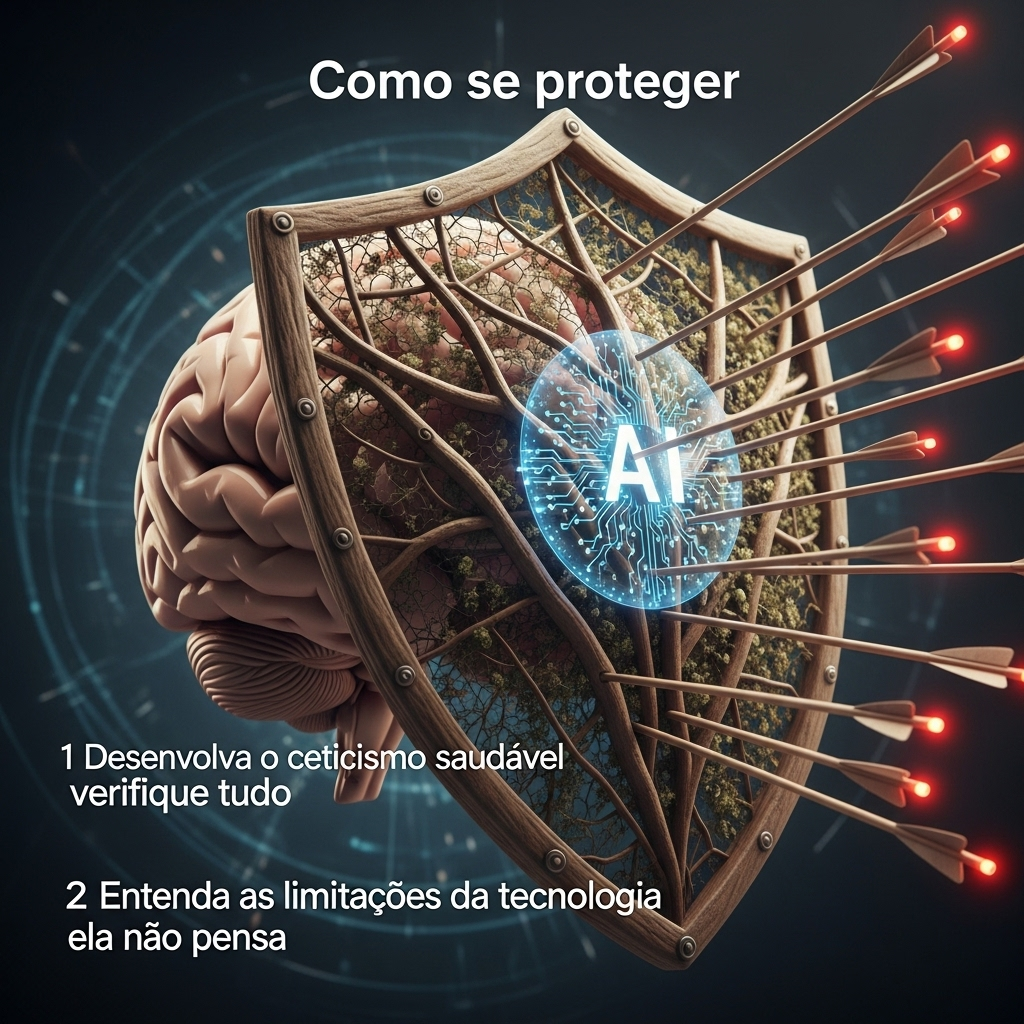 Como se proteger
AI
1 Desenvolva o ceticismo saudável
verifique tudo
2 Entenda as limitações da tecnologia
ela não pensa